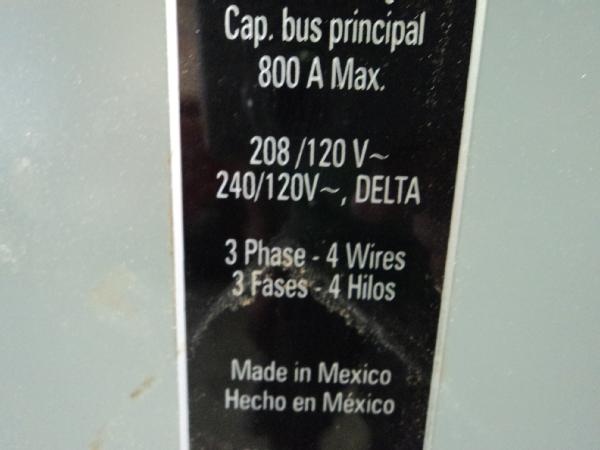 Cap. bus principal
800 A Max.
208 /120 V~
240/120V~, DELTA
3 Phase - 4 Wires
3 Fases - 4 Hilos
Made in Mexico
Hecho en México